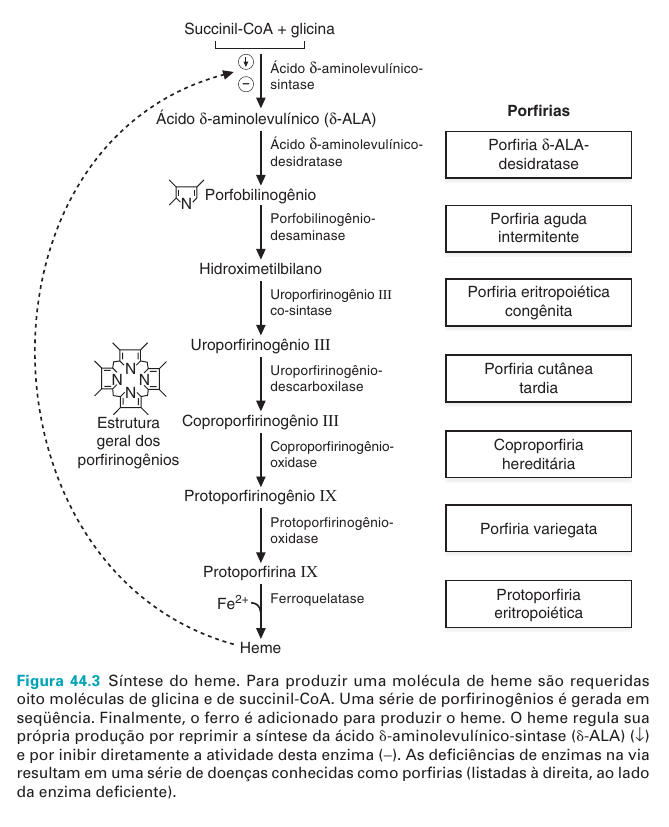 Succinil-CoA + glicina
↓
–
Ácido δ-aminolevulínico-
sintase
Ácido δ-aminolevulínico (δ-ALA)
Porfirias
Ácido δ-aminolevulínico-
desidratase
Porfiria δ-ALA-
desidratase
N
Porfobilinogênio
Porfobilinogênio-
desaminase
Porfiria aguda
intermitente
Hidroximetilbilano
Uroporfirinogênio III
co-sintase
Porfiria eritropoiética
congênita
Uroporfirinogênio III
Uroporfirinogênio-
descarboxilase
Porfiria cutânea
tardia
N
N N
N
Estrutura
geral dos
porfirinogênios
Coproporfirinogênio III
Coproporfirinogênio-
oxidase
Coproporfiria
hereditária
Protoporfirinogênio IX
Protoporfirinogênio-
oxidase
Porfiria variegata
Protoporfirina IX
Fe2+
Ferroquelatase
Protoporfiria
eritropoiética
Heme
Figura 44.3 Síntese do heme. Para produzir uma molécula de heme são requeridas
oito moléculas de glicina e de succinil-CoA. Uma série de porfirinogênios é gerada em
seqüência. Finalmente, o ferro é adicionado para produzir o heme. O heme regula sua
própria produção por reprimir a síntese da ácido δ-aminolevulínico-sintase (δ-ALA) (↓)
e por inibir diretamente a atividade desta enzima (–). As deficiências de enzimas na via
resultam em uma série de doenças conhecidas como porfirias (listadas à direita, ao lado
da enzima deficiente).